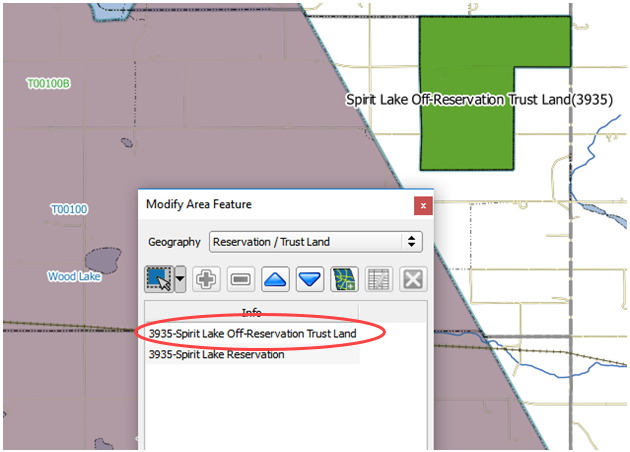 T00100B
Spirit Lake Off-Reservation Trust Land(3935)
T00100
Wood Lake
Modify Area Feature
x
Geography
Reservation / Trust Land
Info
3935-Spirit Lake Off-Reservation Trust Land
3935-Spirit Lake Reservation